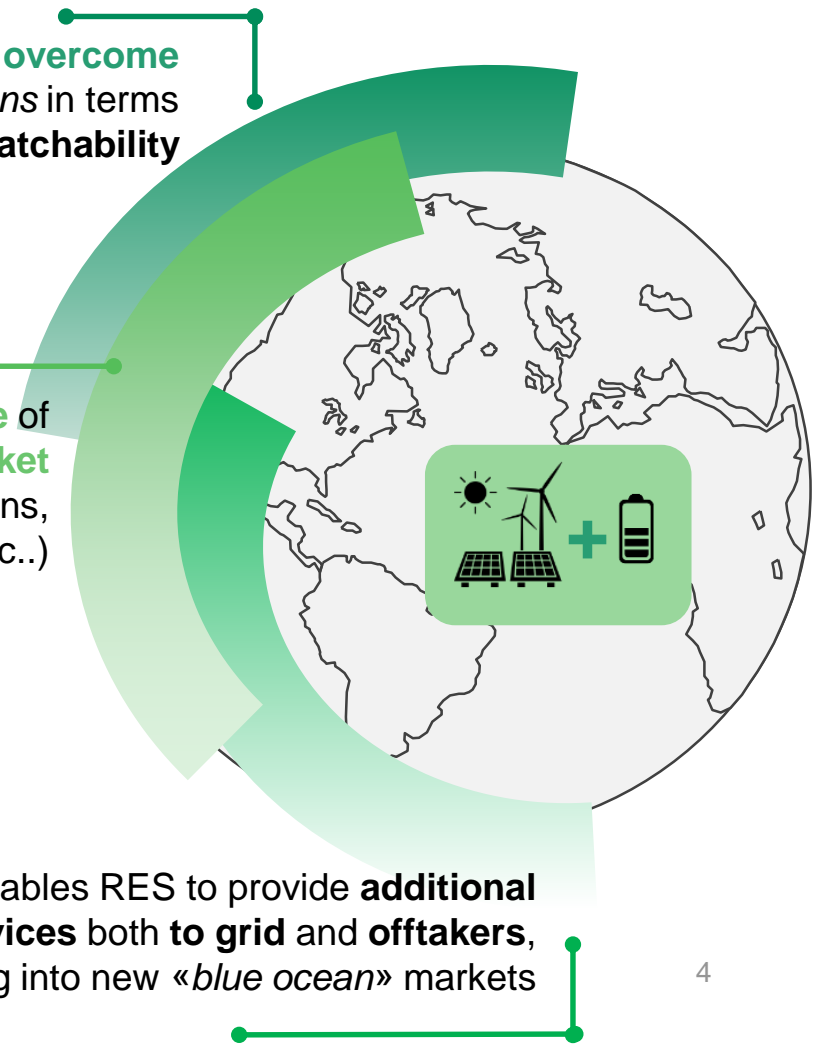 overcome
ns in terms
atchability
e of
ket
ns,
c..)
ables RES to provide additional
vices both to grid and offtakers,
g into new «blue ocean» markets
4